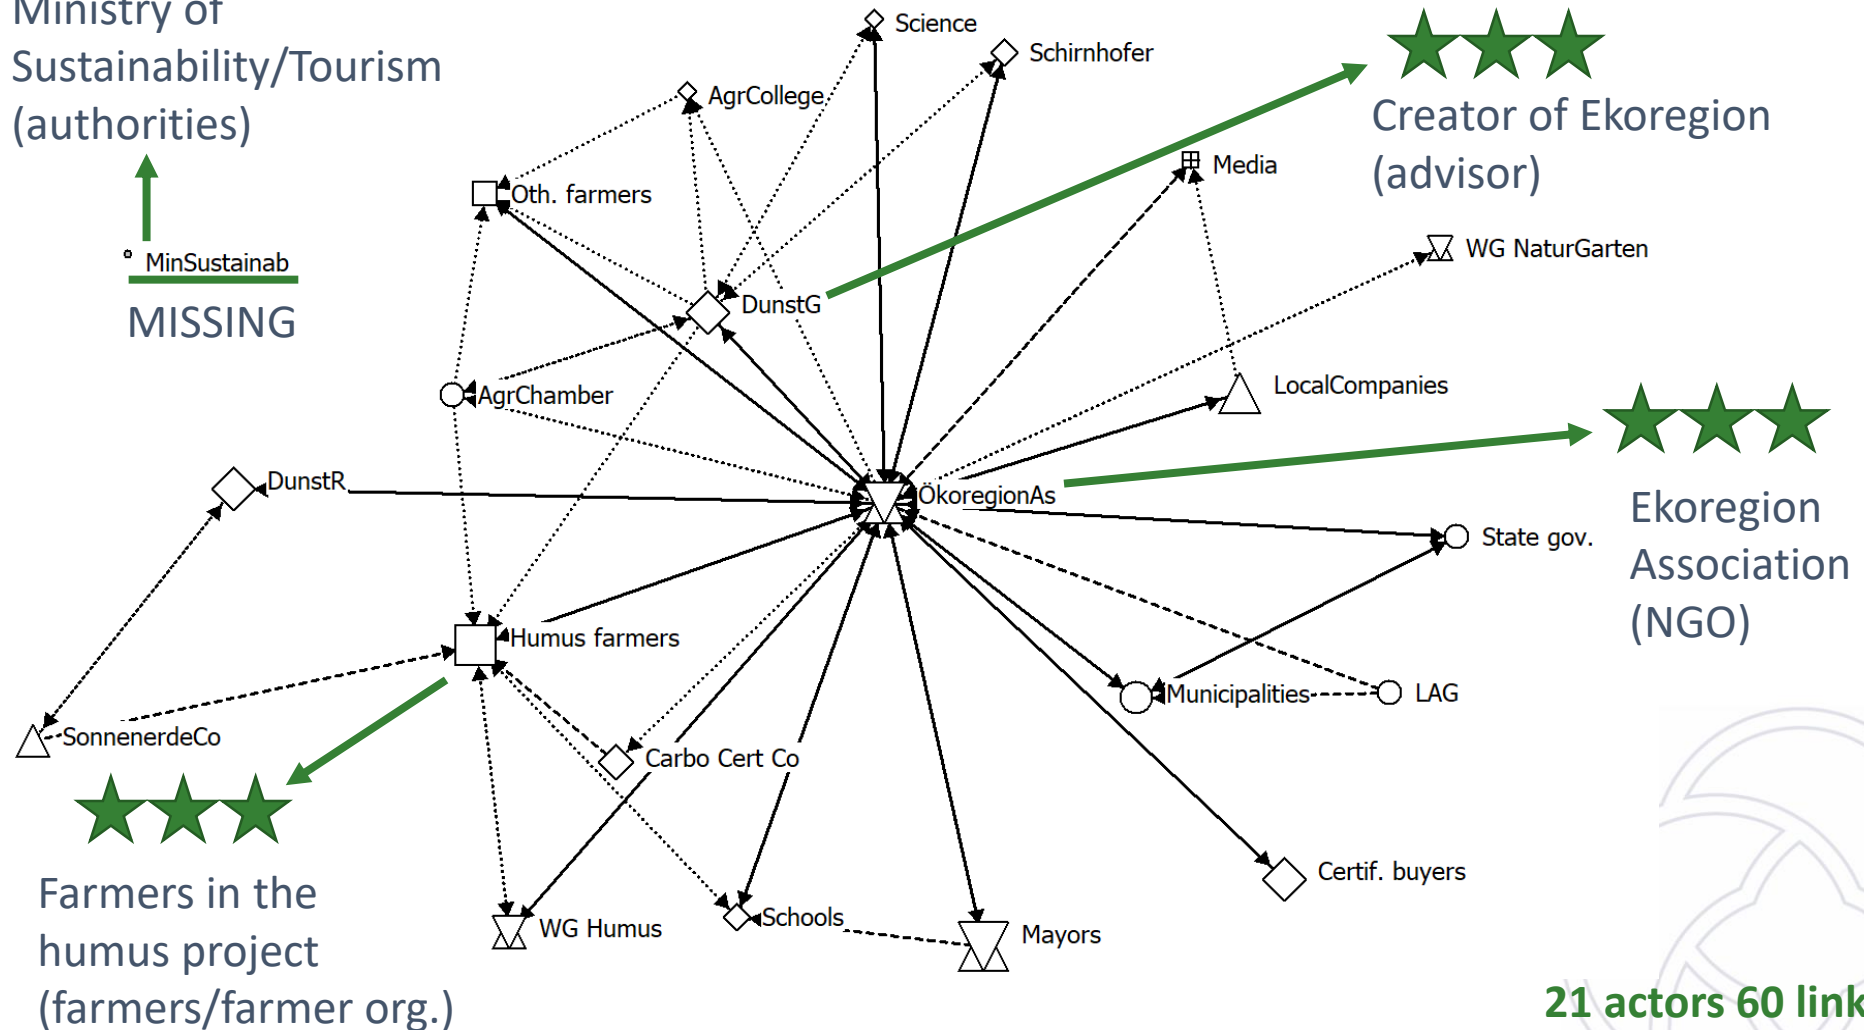 Ministry of
Sustainability/Tourism
(authorities)
MinSustainab
MISSING
Science
Schirnhofer
AgrCollege
Oth. farmers
Media
WG NaturGarten
DunstG
AgrChamber
LocalCompanies
DunstR
ÖkoregionAs
State gov.
Humus farmers
Municipalities
LAG
SonnenerdeCo
Carbo Cert Co
Certif. buyers
WG Humus
Schools
Mayors
Creator of Ekoregion
(advisor)
Ekoregion
Association
(NGO)
Farmers in the
humus project
(farmers/farmer org.)
21 actors 60 link